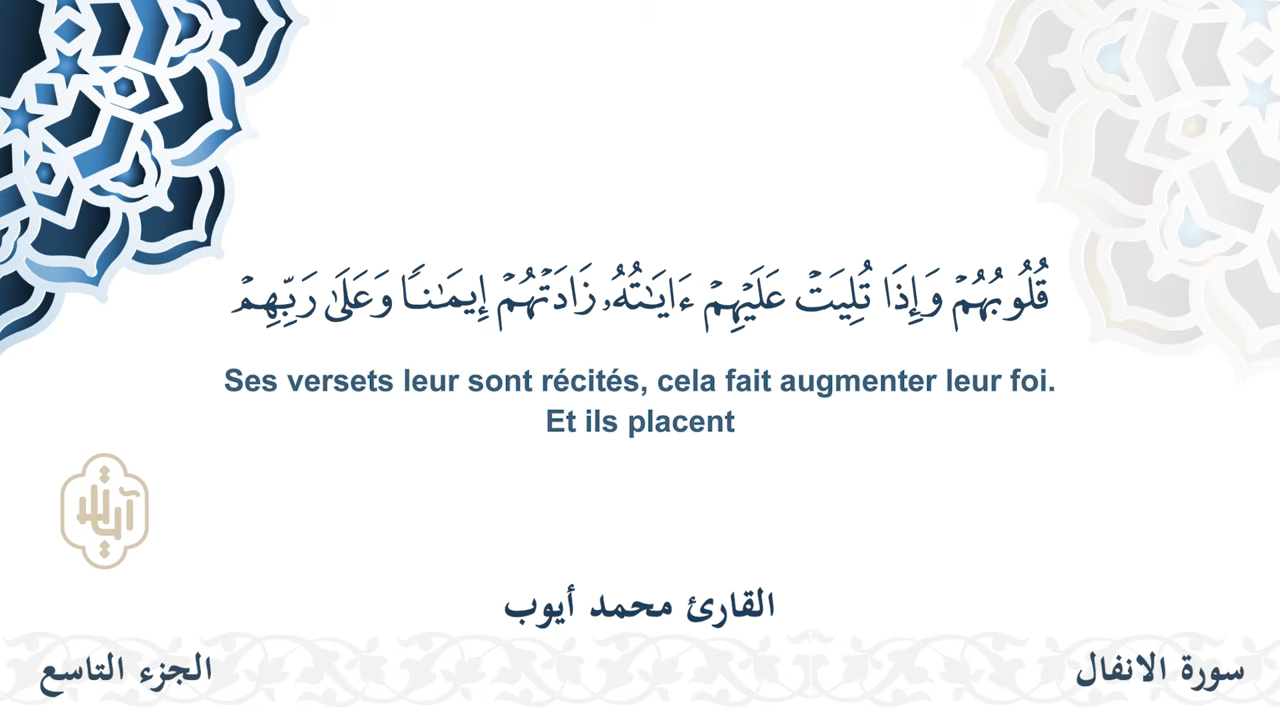 قُلُوبُهُمۡ وَإِذَا تُلِيَتۡ عَلَيۡهِمۡ ءَايَٰتُهُۥ زَادَتۡهُمۡ إِيمَٰنٗا وَعَلَىٰ رَبِّهِمۡ
Ses versets leur sont récités, cela fait augmenter leur foi.
Et ils placent
القارئ محمد أيوب
سورة الانفال
الجزء التاسع